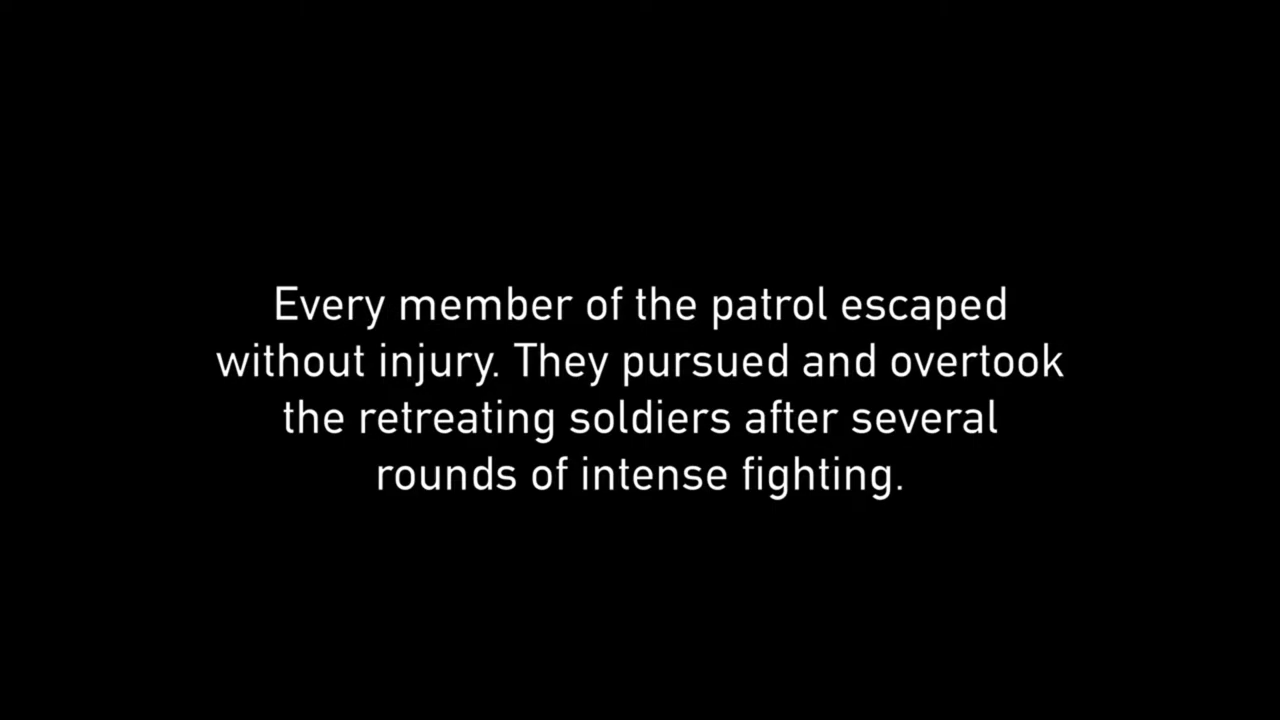 Every member of the patrol escaped
without injury. They pursued and overtook
the retreating soldiers after several
rounds of intense fighting.